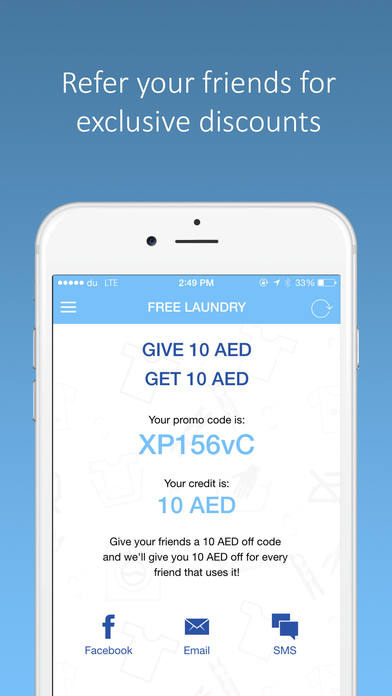 Refer your friends for
exclusive discounts
du LTE 2:49 PM 33%
FREE LAUNDRY
GIVE 10 AED
GET 10 AED
Your promo code is:
XP156vC
Your credit is:
10 AED
Give your friends a 10 AED off code
and we'll give you 10 AED off for every
friend that uses it!
Facebook Email SMS